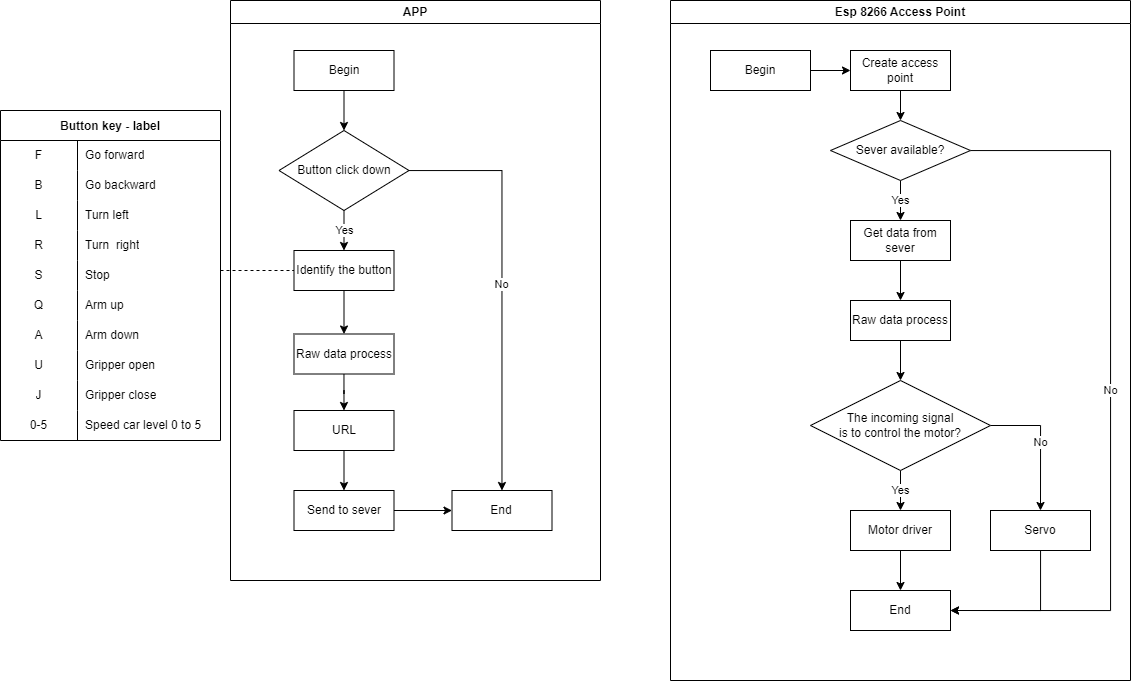 APP
Begin
Button click down
Yes
No
Identify the button
Raw data process
URL
Send to sever
End
Button key - label
F Go forward
B Go backward
L Turn left
R Turn  right
S Stop
Q Arm up
A Arm down
U Gripper open
J Gripper close
0-5 Speed car level 0 to 5
Esp 8266 Access Point
Begin
Create access
point
Sever available?
Yes
No
Get data from
sever
Raw data process
The incoming signal
is to control the motor?
Yes
No
Motor driver
Servo
End